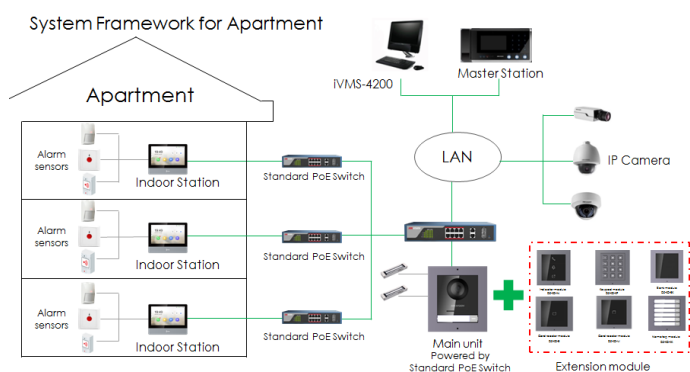 System Framework for Apartment
iVMS-4200
Master Station
Apartment
LAN
IP Camera
Alarm
sensors
Indoor Station
Standard PoE Switch
Alarm
sensors
Indoor Station
Standard PoE Switch
Alarm
sensors
Indoor Station
Standard PoE Switch
Main unit
Powered by
Standard PoE Switch
Extension module